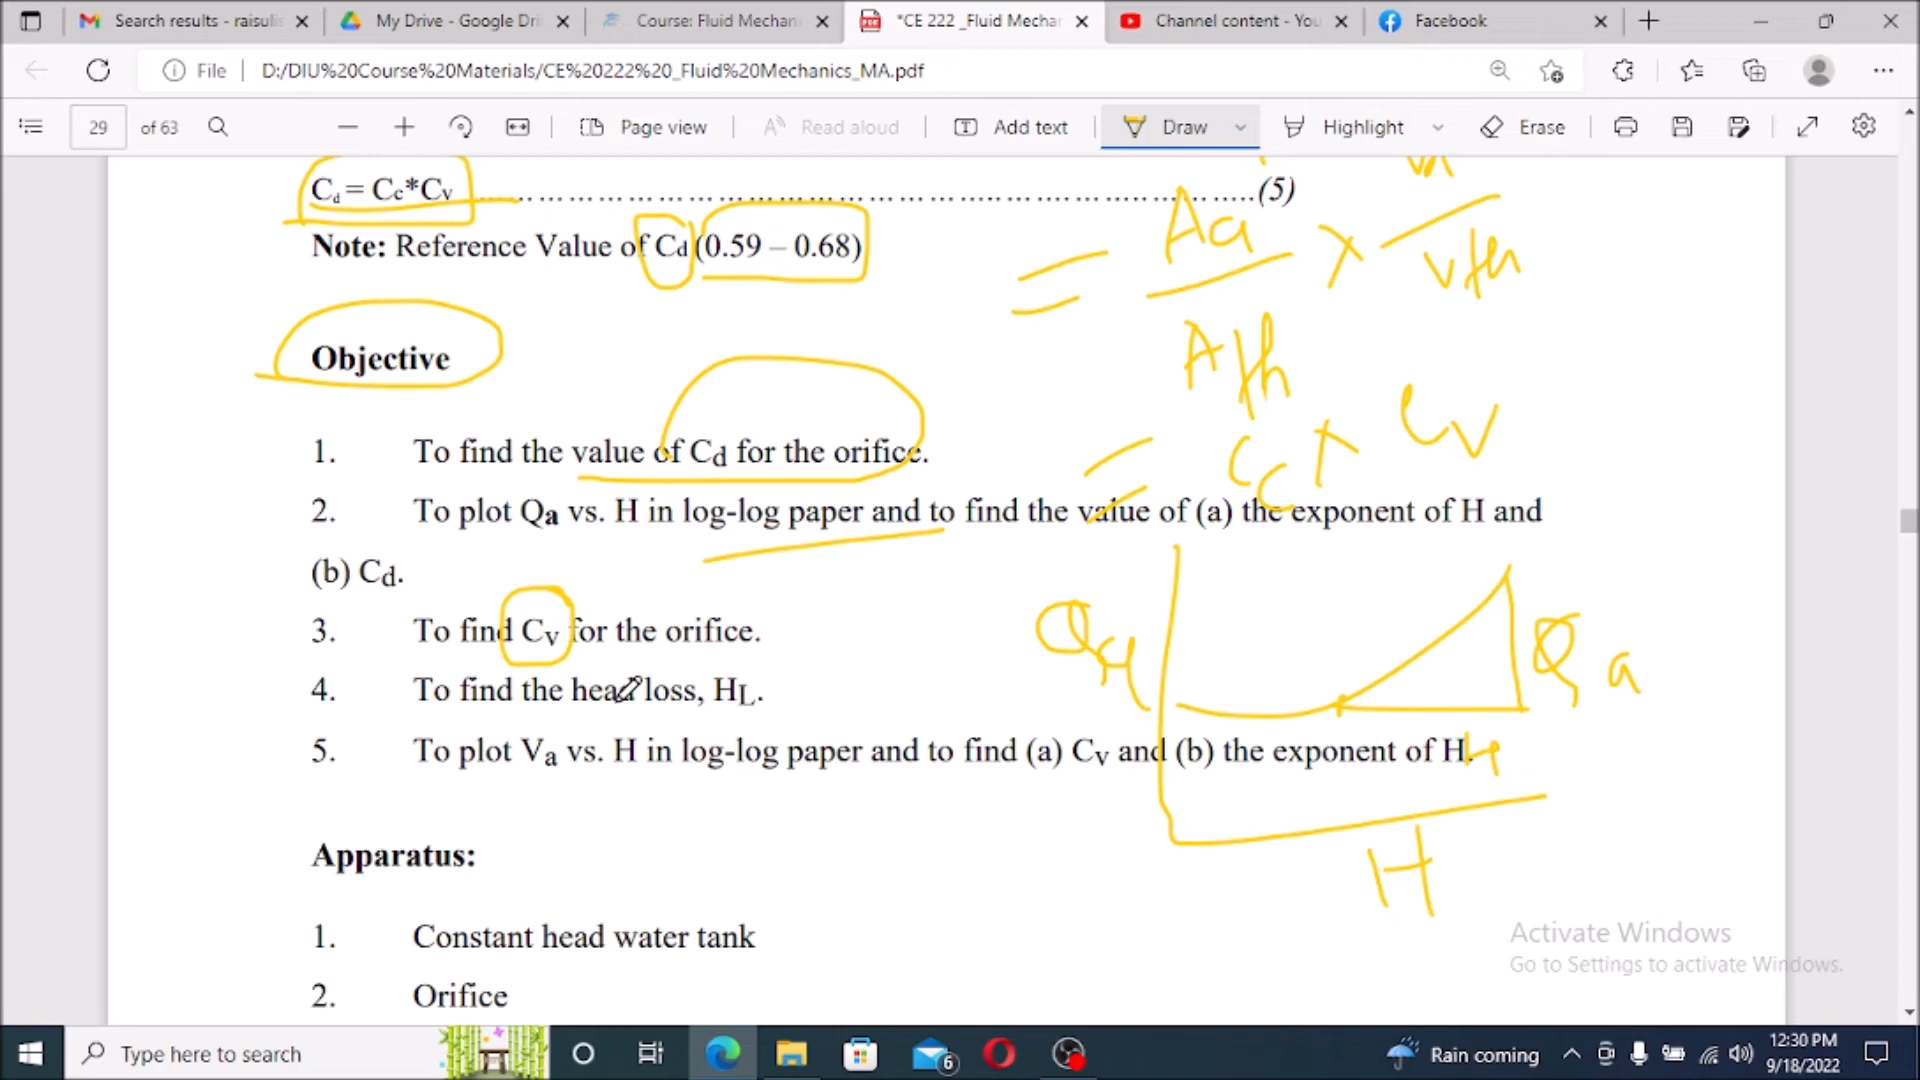 Search results - raisulis
My Drive - Google Dri
Course: Fluid Mechan
*CE 222 _Fluid Mechan
Channel content - You
Facebook
File
D:/DIU%20Course%20Materials/CE%20222%20_Fluid%20Mechanics_MA.pdf
29 of 63
Page view
Read aloud
Add text
Draw
Highlight
Erase
Cd = Cc*Cv ........................................................(5)
Note: Reference Value of Cd (0.59 – 0.68)
= Aa / Ath × / Vth
Objective
1. To find the value of Cd for the orifice.
= Cc × Cv
2. To plot Qa vs. H in log-log paper and to find the value of (a) the exponent of H and
(b) Cd.
3. To find Cv for the orifice.
Qa
4. To find the head loss, HL.
5. To plot Va vs. H in log-log paper and to find (a) Cv and (b) the exponent of H.
H
H
Apparatus:
1. Constant head water tank
2. Orifice
Activate Windows
Go to Settings to activate Windows.
Type here to search
6
Rain coming
12:30 PM
9/18/2022